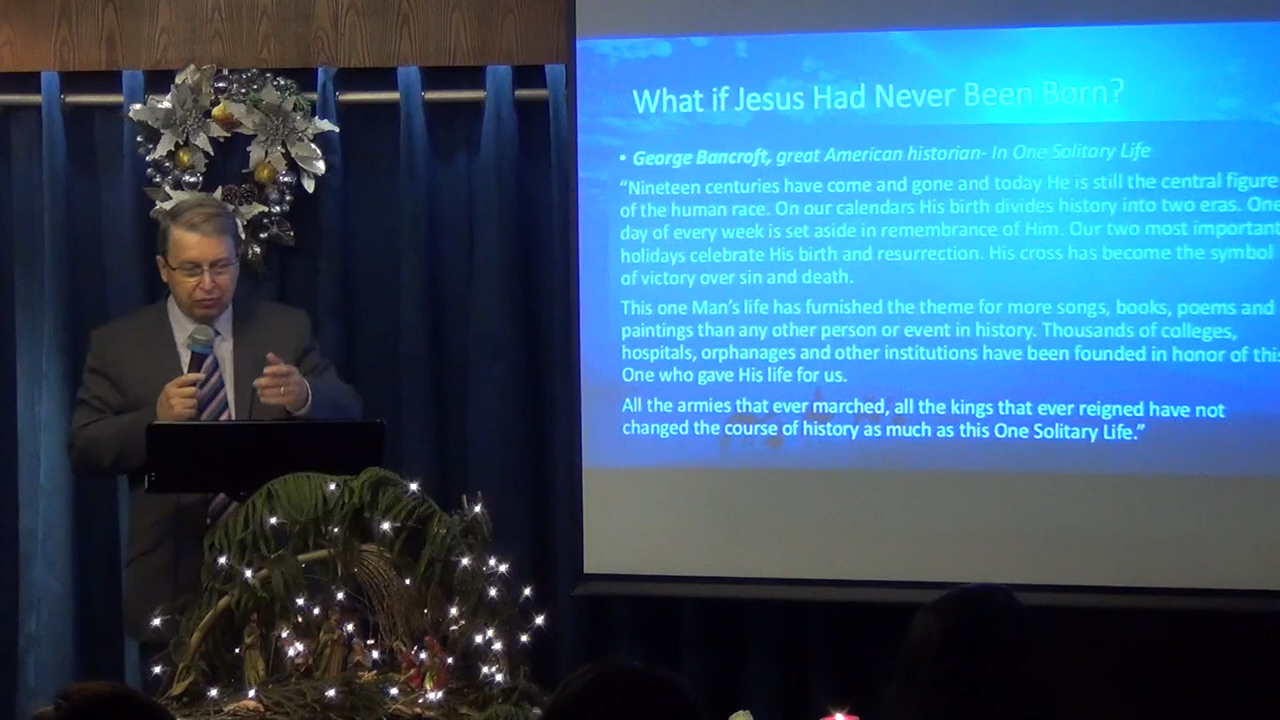 What if Jesus Had Never Been Born?
• George Bancroft, great American historian- In One Solitary Life
“Nineteen centuries have come and gone and today He is still the central figure
of the human race. On our calendars His birth divides history into two eras. One
day of every week is set aside in remembrance of Him. Our two most important
holidays celebrate His birth and resurrection. His cross has become the symbol
of victory over sin and death.
This one Man’s life has furnished the theme for more songs, books, poems and
paintings than any other person or event in history. Thousands of colleges,
hospitals, orphanages and other institutions have been founded in honor of this
One who gave His life for us.
All the armies that ever marched, all the kings that ever reigned have not
changed the course of history as much as this One Solitary Life.”